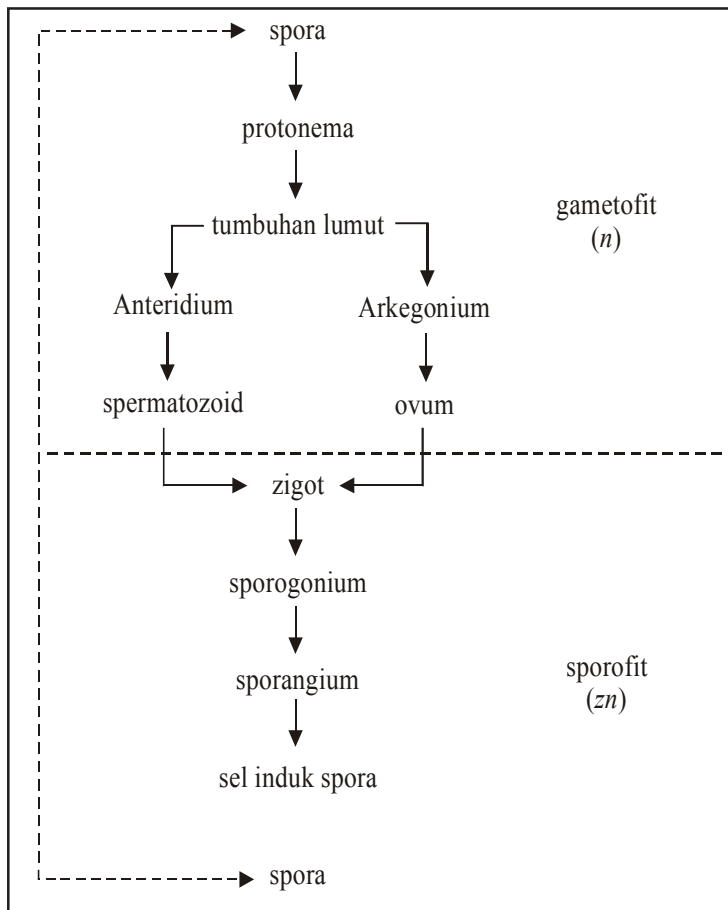 spora
protonema
tumbuhan lumut
gametofit
(n)
Anteridium
Arkegonium
spermatozoid
ovum
zigot
sporogonium
sporangium
sporofit
(zn)
sel induk spora
spora